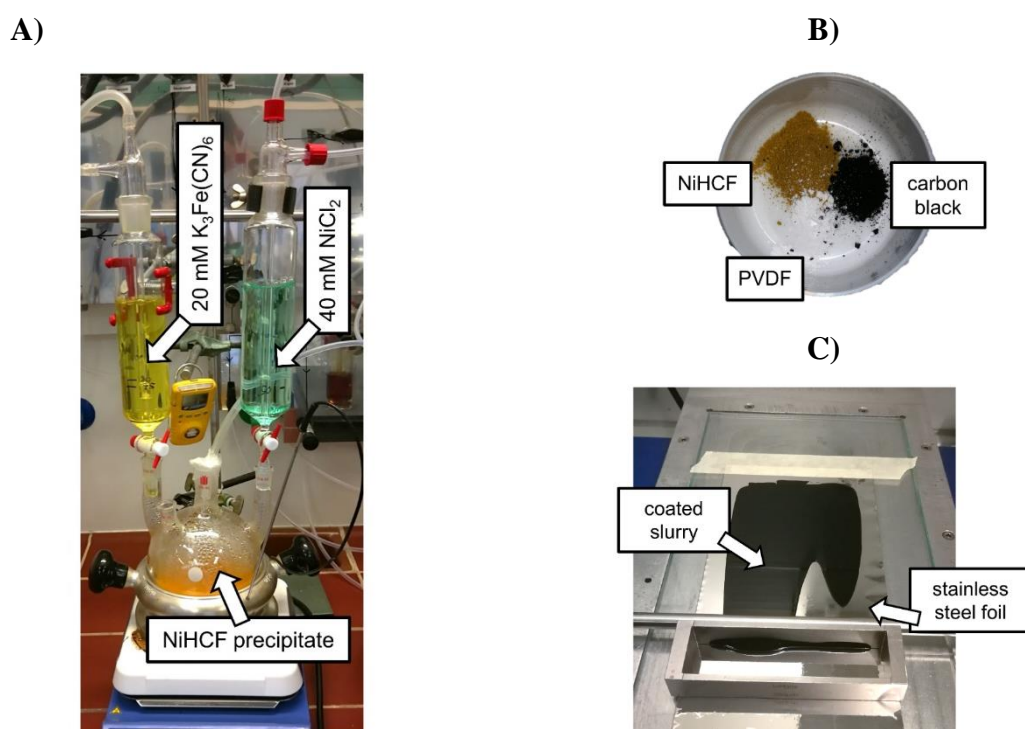 A)
20 mM K₃Fe(CN)₆
40 mM NiCl₂
NiHCF precipitate
B)
NiHCF
carbon
black
PVDF
C)
coated
slurry
stainless
steel foil